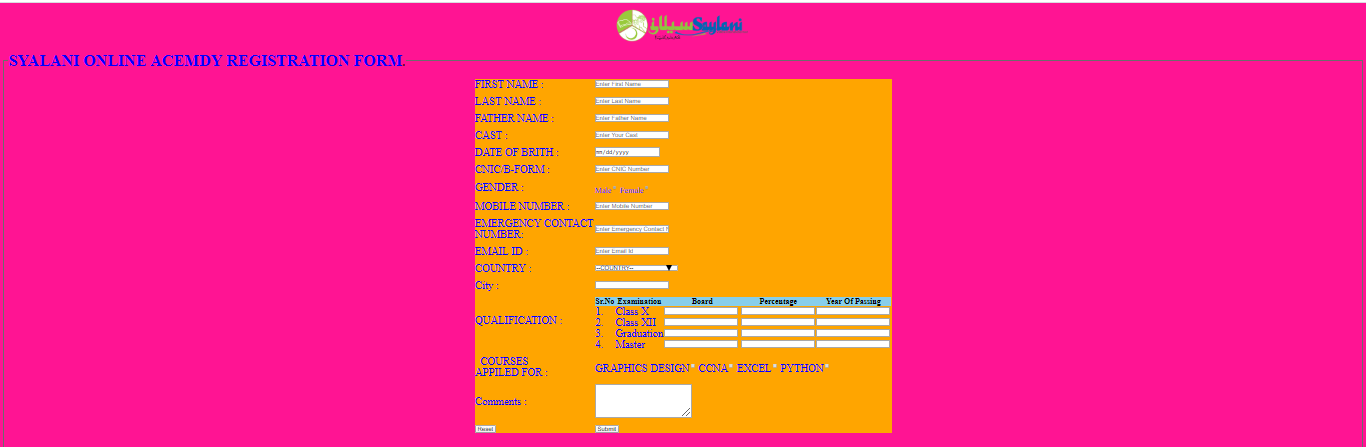 سیلانی Saylani
SYALANI ONLINE ACEMDY REGISTRATION FORM.
FIRST NAME : Enter First Name
LAST NAME : Enter Last Name
FATHER NAME : Enter Father Name
CAST : Enter Your Cast
DATE OF BRITH : mm/dd/yyyy
CNIC/B-FORM : Enter CNIC Number
GENDER : Male Female
MOBILE NUMBER : Enter Mobile Number
EMERGENCY CONTACT
NUMBER: Enter Emergency Contact
EMAIL ID : Enter Email Id
COUNTRY : --COUNTRY--
City :
Sr.No Examination Board Percentage Year Of Passing
QUALIFICATION :
1. Class X
2. Class XII
3. Graduation
4. Master
COURSES
APPILED FOR :
GRAPHICS DESIGN CCNA EXCEL PYTHON
Comments :
Reset Submit